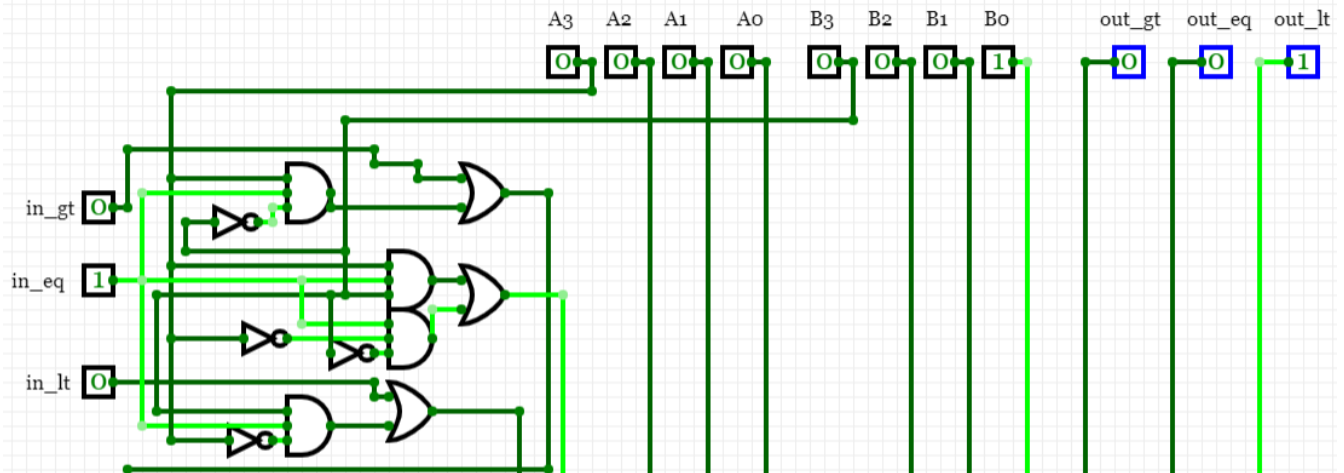 A3 A2 A1 A0 B3 B2 B1 B0 out_gt out_eq out_lt
0 0 0 0 0 0 0 1 0 0 1
in_gt 0
in_eq 1
in_lt 0